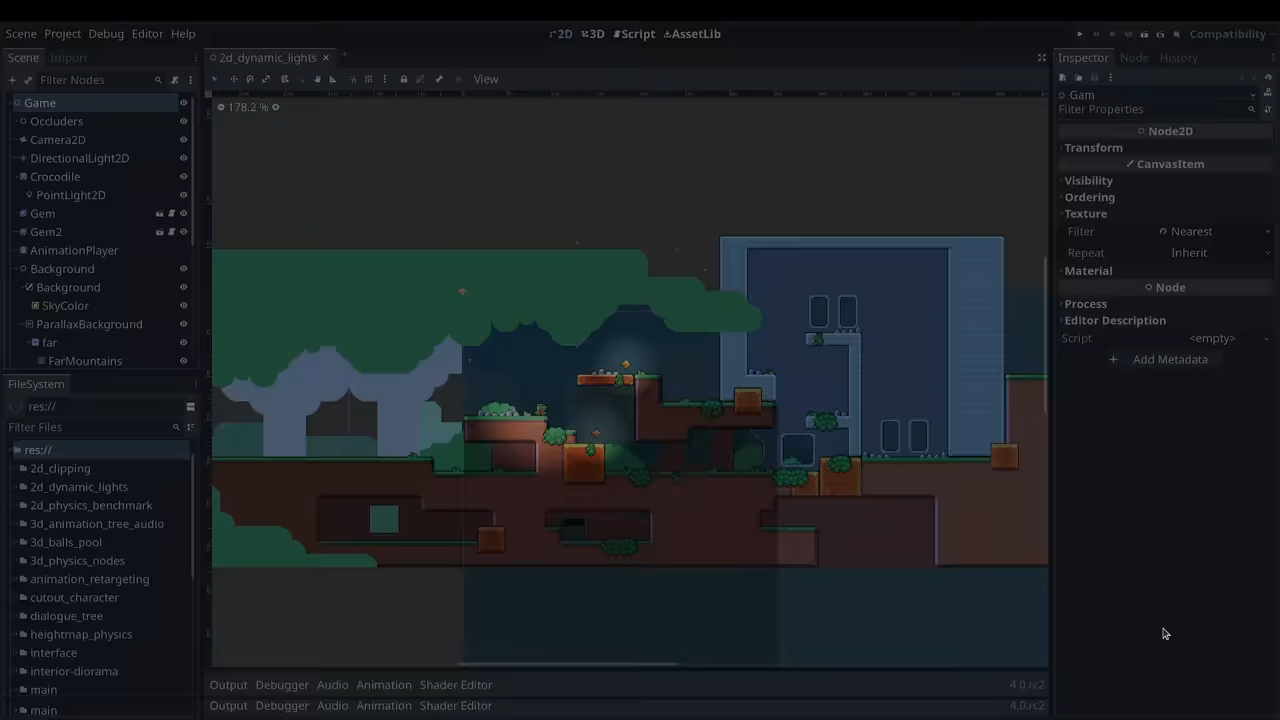 Scene Project Debug Editor Help
2D 3D Script AssetLib
Compatibility
Scene Import
Filter Nodes
Game
Occluders
Camera2D
DirectionalLight2D
Crocodile
PointLight2D
Gem
Gem2
AnimationPlayer
Background
Background
SkyColor
ParallaxBackground
far
FarMountains
FileSystem
res://
Filter Files
res://
2d_clipping
2d_dynamic_lights
2d_physics_benchmark
3d_animation_tree_audio
3d_balls_pool
3d_physics_nodes
animation_retargeting
cutout_character
dialogue_tree
heightmap_physics
interface
interior-diorama
main
main
2d_dynamic_lights
View
178.2 %
Output Debugger Audio Animation Shader Editor 4.0.rc2
Output Debugger Audio Animation Shader Editor 4.0.rc2
Inspector Node History
Gam
Filter Properties
Node2D
Transform
CanvasItem
Visibility
Ordering
Texture
Filter Nearest
Repeat Inherit
Material
Node
Process
Editor Description
Script <empty>
Add Metadata